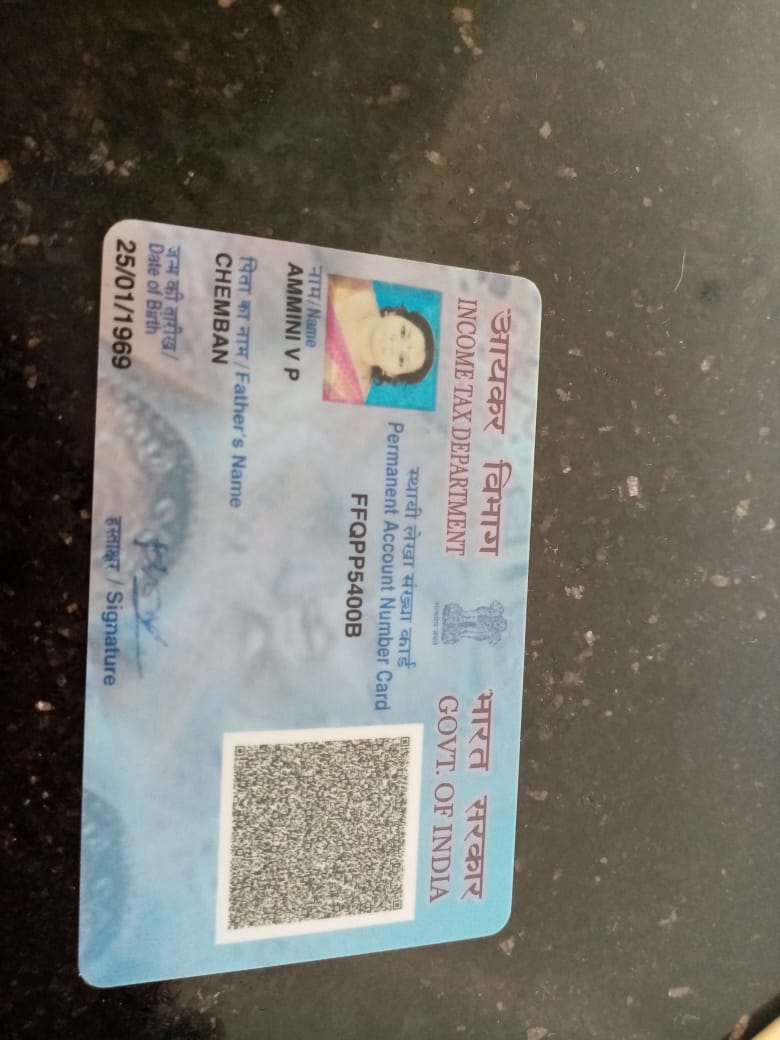 आयकर विभाग
INCOME TAX DEPARTMENT
भारत सरकार
GOVT. OF INDIA
स्थायी लेखा संख्या कार्ड
Permanent Account Number Card
FFQPP5400B
नाम / Name
AMMINI V P
पिता का नाम / Father's Name
CHEMBAN
जन्म की तारीख /
Date of Birth
25/01/1969
हस्ताक्षर / Signature